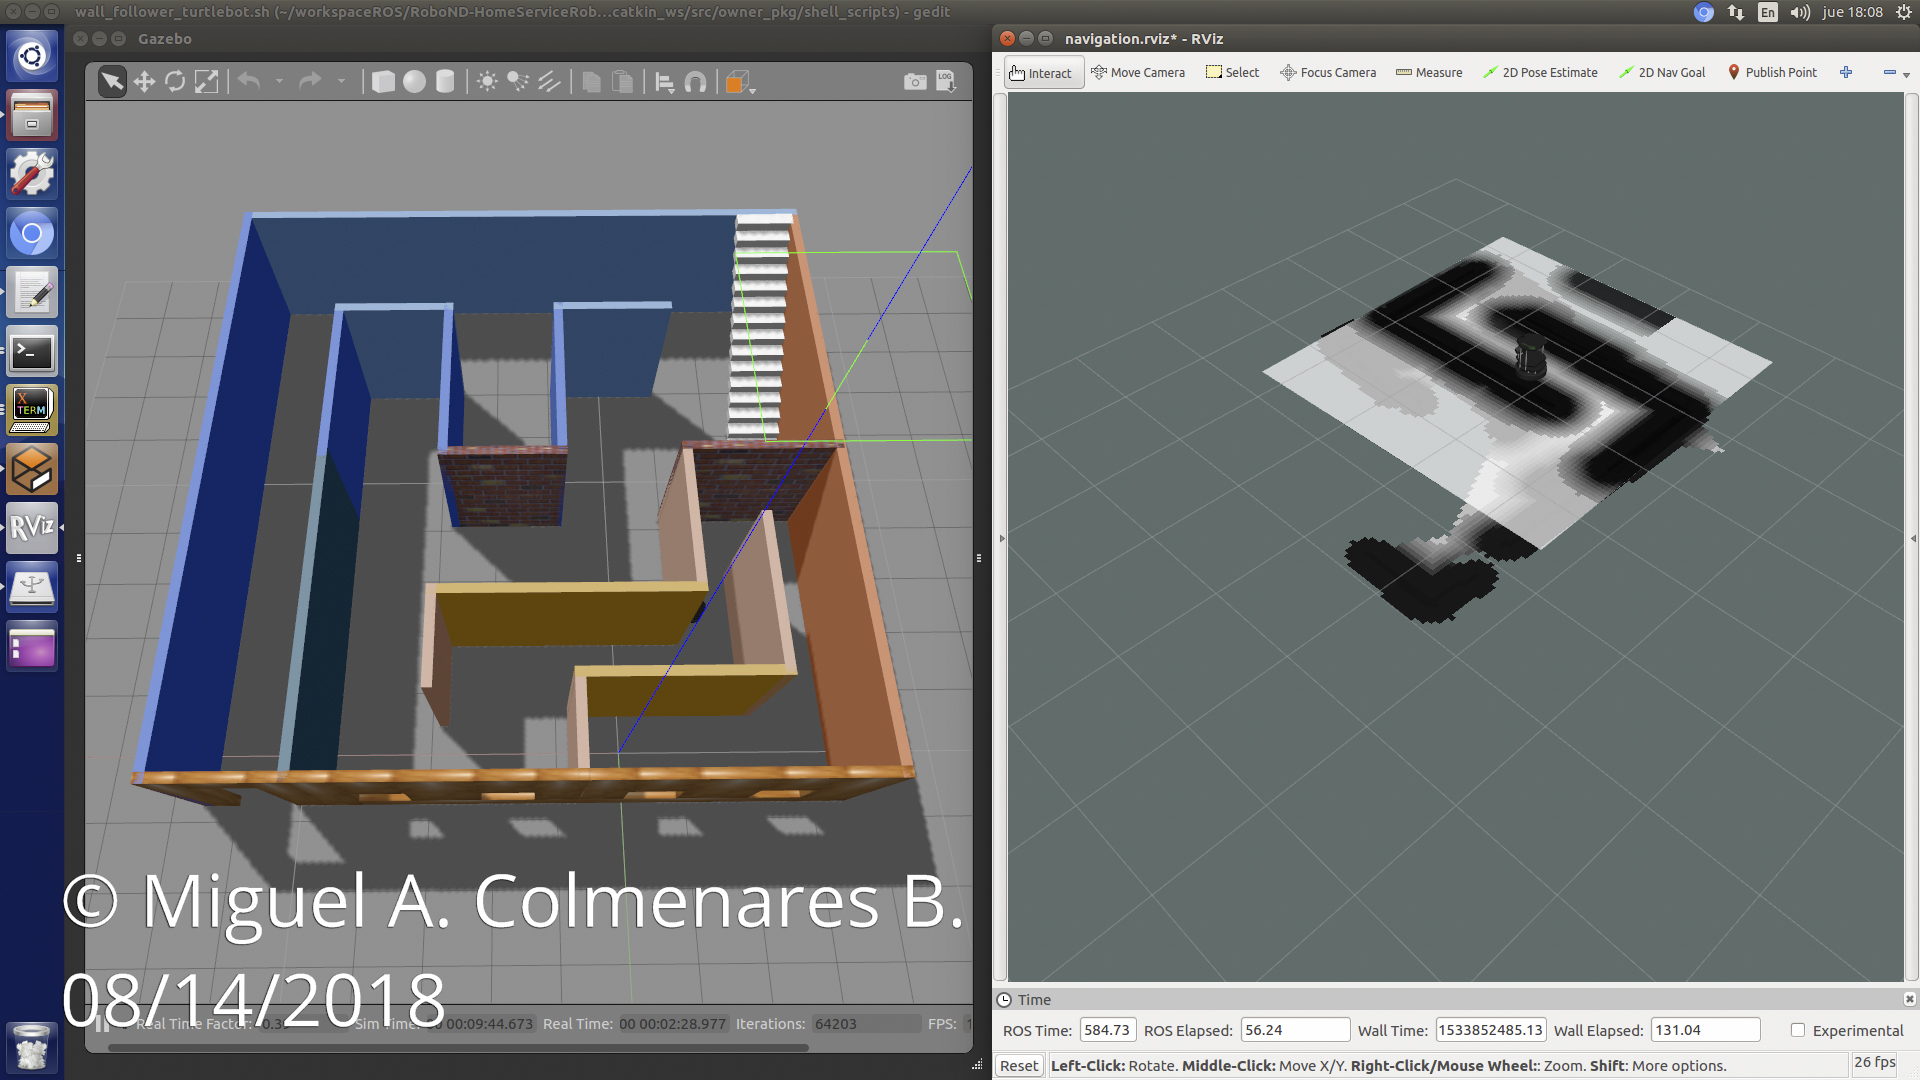 wall_follower_turtlebot.sh (~/workspaceROS/RoboND-HomeServiceRob...catkin_ws/src/owner_pkg/shell_scripts) - gedit
En
jue 18:08
Gazebo
navigation.rviz* - RViz
LOG
Interact
Move Camera
Select
Focus Camera
Measure
2D Pose Estimate
2D Nav Goal
Publish Point
X
TERM
RViz
© Miguel A. Colmenares B.
08/14/2018
Real Time Factor:
Sim Time:
00:09:44.673
Real Time:
00 00:02:28.977
Iterations:
64203
FPS:
Time
ROS Time:
584.73
ROS Elapsed:
56.24
Wall Time:
1533852485.13
Wall Elapsed:
131.04
Experimental
Reset
Left-Click: Rotate. Middle-Click: Move X/Y. Right-Click/Mouse Wheel:: Zoom. Shift: More options.
26 fps